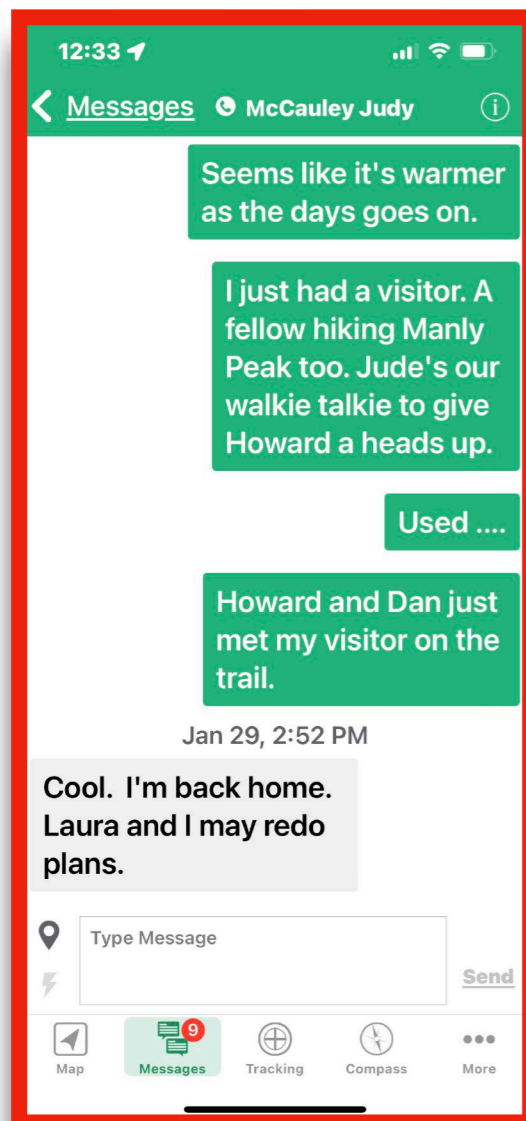 12:33
Messages McCauley Judy
Seems like it's warmer
as the days goes on.
I just had a visitor. A
fellow hiking Manly
Peak too. Jude's our
walkie talkie to give
Howard a heads up.
Used ....
Howard and Dan just
met my visitor on the
trail.
Jan 29, 2:52 PM
Cool.  I'm back home.
Laura and I may redo
plans.
Type Message
Send
9
Map Messages Tracking Compass More